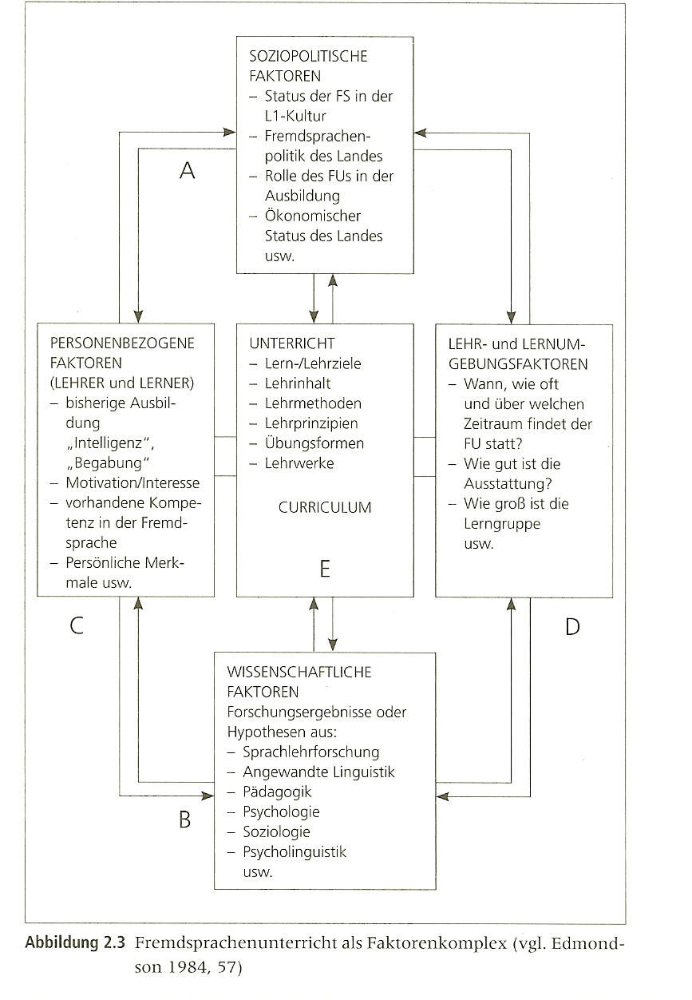 SOZIOPOLITISCHE
FAKTOREN
– Status der FS in der
L1-Kultur
– Fremdsprachen-
politik des Landes
– Rolle des FUs in der
Ausbildung
– Ökonomischer
Status des Landes
usw.
A
PERSONENBEZOGENE
FAKTOREN
(LEHRER und LERNER)
– bisherige Ausbil-
dung
„Intelligenz“,
„Begabung“
– Motivation/Interesse
– vorhandene Kompe-
tenz in der Fremd-
sprache
– Persönliche Merk-
male usw.
C
UNTERRICHT
– Lern-/Lehrziele
– Lehrinhalt
– Lehrmethoden
– Lehrprinzipien
– Übungsformen
– Lehrwerke
CURRICULUM
E
LEHR- und LERNUM-
GEBUNGSFAKTOREN
– Wann, wie oft
und über welchen
Zeitraum findet der
FU statt?
– Wie gut ist die
Ausstattung?
– Wie groß ist die
Lerngruppe
usw.
D
WISSENSCHAFTLICHE
FAKTOREN
Forschungsergebnisse oder
Hypothesen aus:
– Sprachlehrforschung
– Angewandte Linguistik
– Pädagogik
– Psychologie
– Soziologie
– Psycholinguistik
usw.
B
Abbildung 2.3 Fremdsprachenunterricht als Faktorenkomplex (vgl. Edmond-
son 1984, 57)